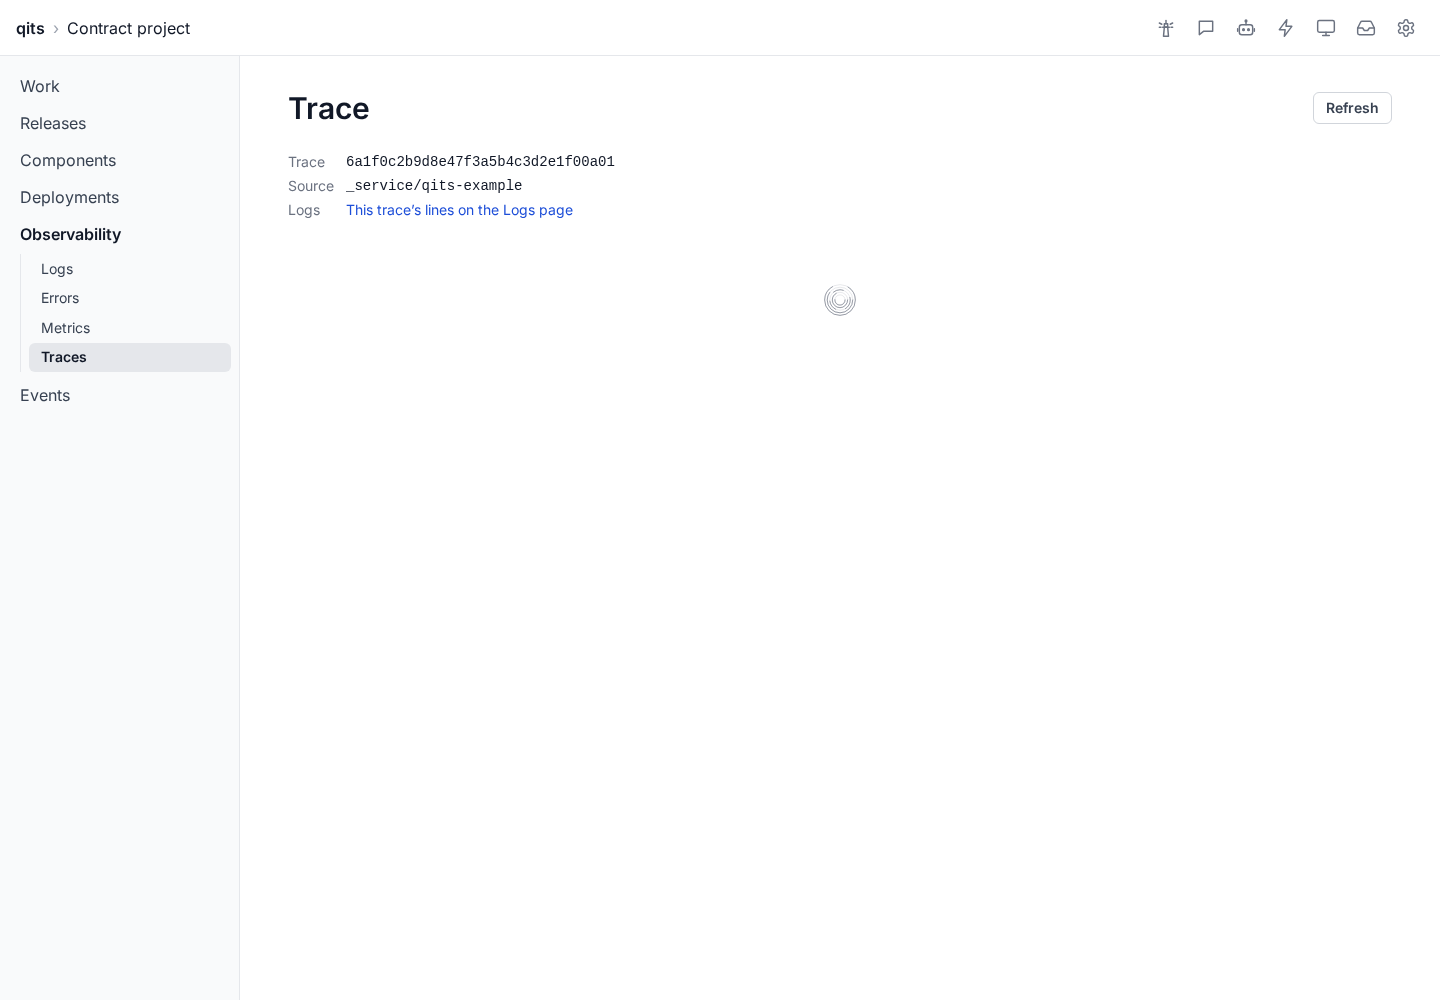 qits › Contract project
Work
Releases
Components
Deployments
Observability
Logs
Errors
Metrics
Traces
Events
Trace
Refresh
Trace 6a1f0c2b9d8e47f3a5b4c3d2e1f00a01
Source _service/qits-example
Logs This trace’s lines on the Logs page